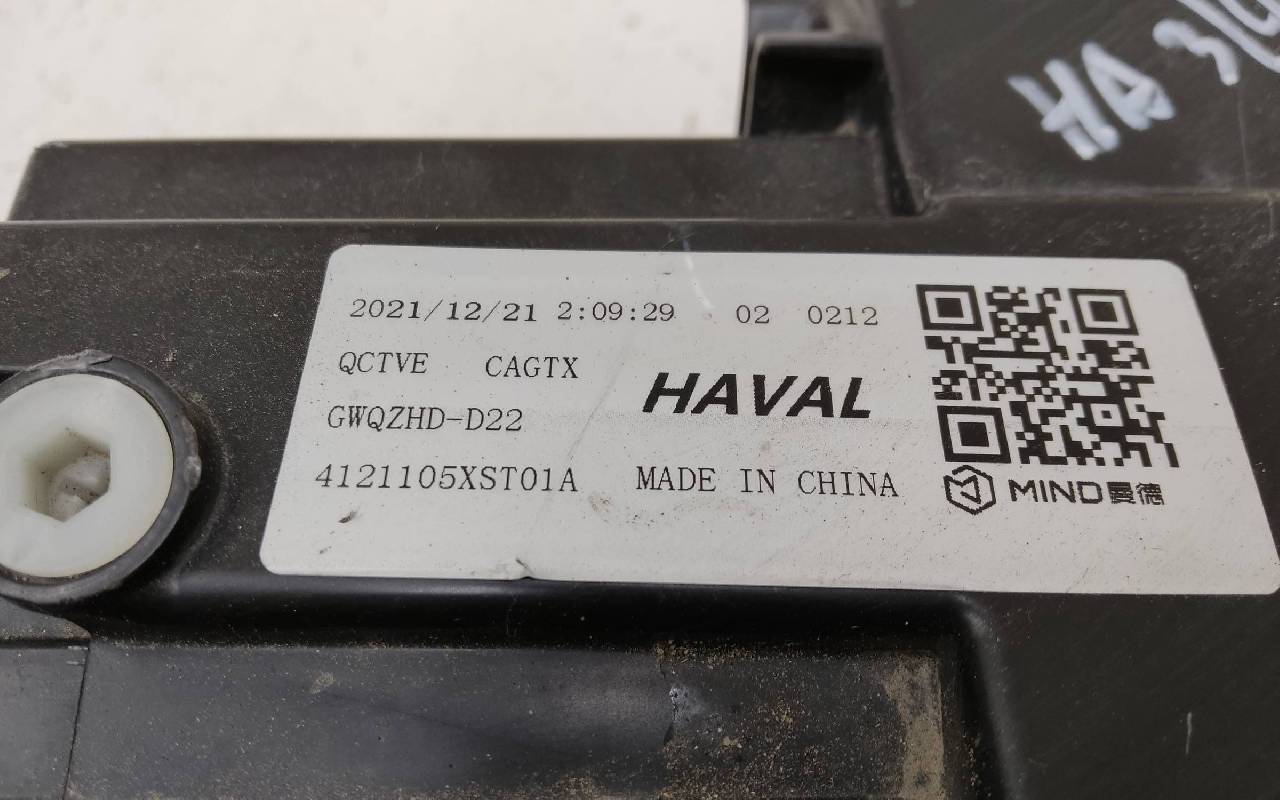 HA 3/4
2021/12/21 2:09:29 02 0212
QCTVE CAGTX
HAVAL
GWQZHD-D22
4121105XST01A MADE IN CHINA
MIND曼德